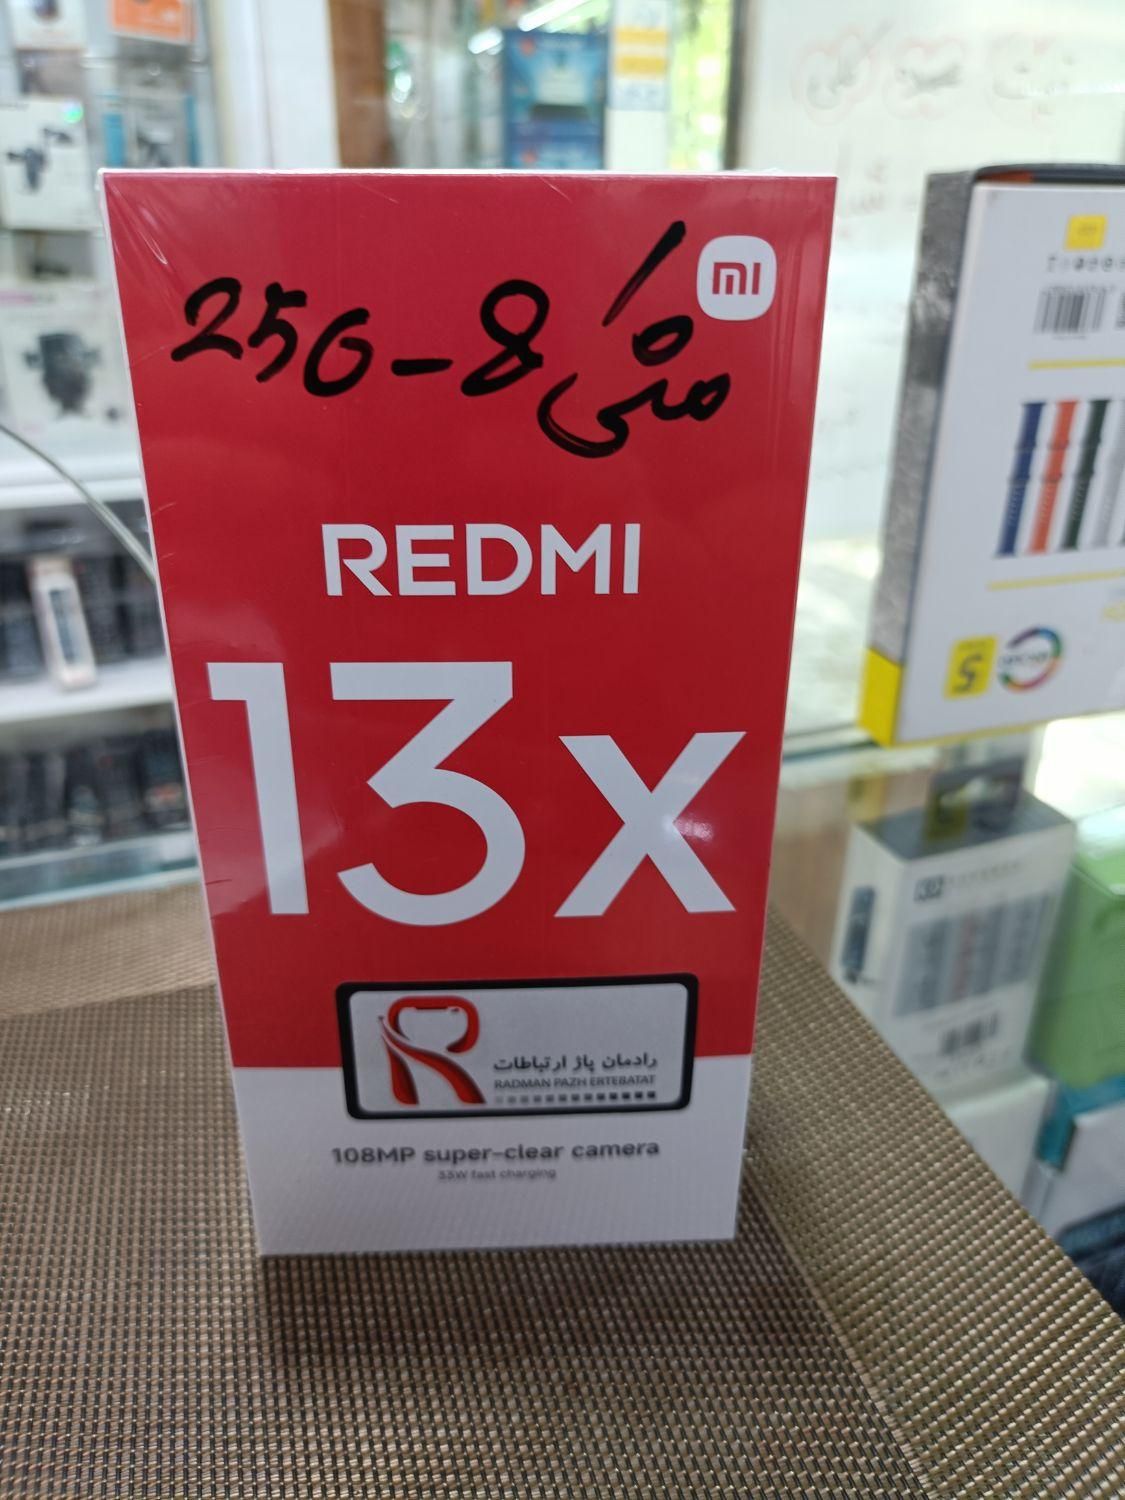 مشکی 256-8
mi
REDMI
13x
رادمان پاژ ارتباطات
RADMAN PAZH ERTEBATAT
108MP super-clear camera
33W fast charging